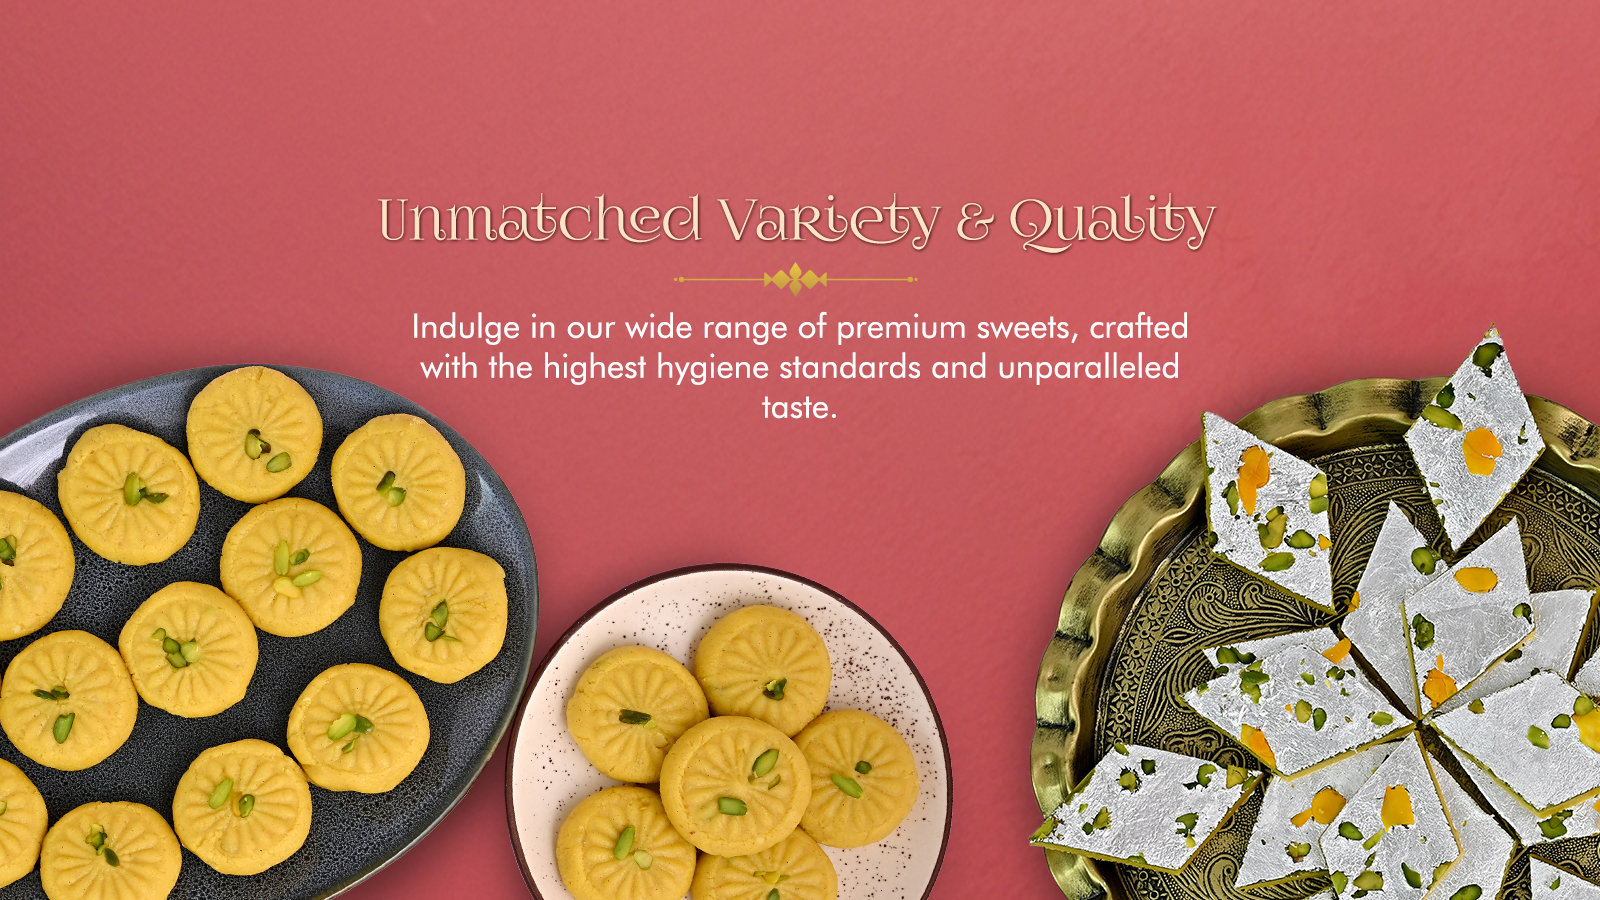 Unmatched Variety & Quality
Indulge in our wide range of premium sweets, crafted
with the highest hygiene standards and unparalleled
taste.